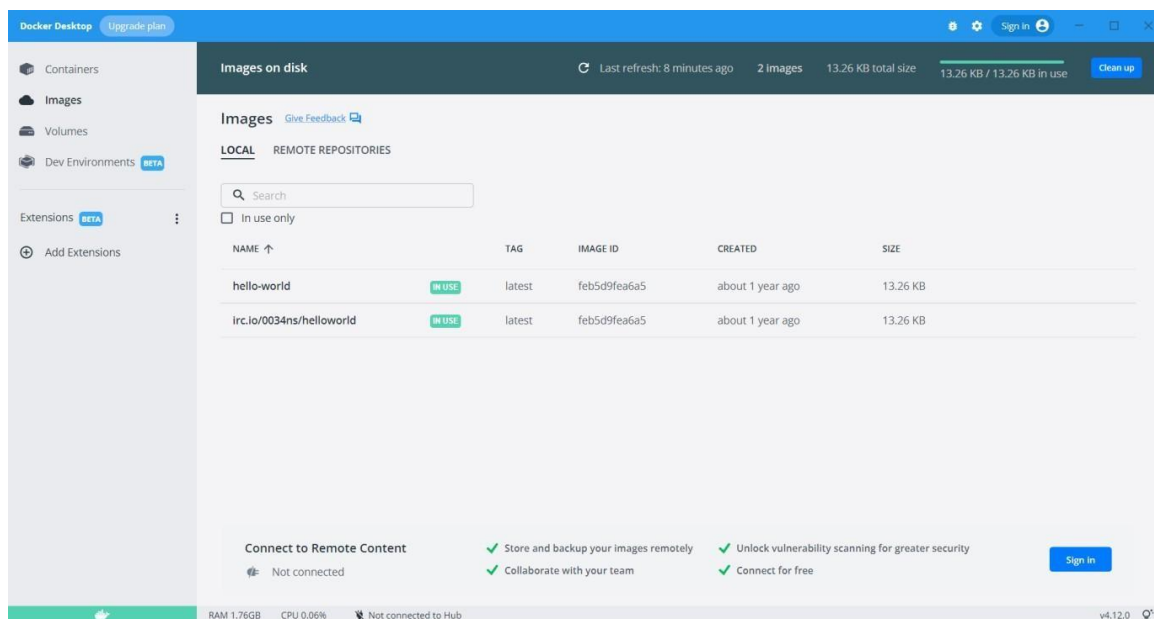 Docker Desktop Upgrade plan Sign in
Containers
Images
Volumes
Dev Environments BETA
Extensions BETA
Add Extensions
Images on disk Last refresh: 8 minutes ago 2 images 13.26 KB total size 13.26 KB / 13.26 KB in use Clean up
Images Give Feedback
LOCAL REMOTE REPOSITORIES
Search
In use only
NAME TAG IMAGE ID CREATED SIZE
hello-world IN USE latest feb5d9fea6a5 about 1 year ago 13.26 KB
irc.io/0034ns/helloworld IN USE latest feb5d9fea6a5 about 1 year ago 13.26 KB
Connect to Remote Content
Not connected
Store and backup your images remotely
Collaborate with your team
Unlock vulnerability scanning for greater security
Connect for free
Sign in
RAM 1.76GB CPU 0.06% Not connected to Hub v4.12.0